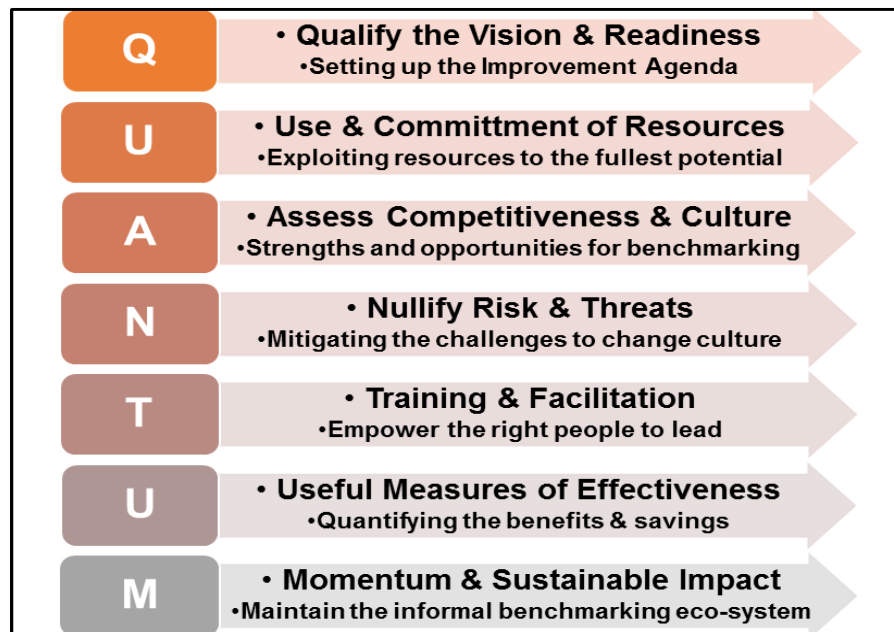 Q
• Qualify the Vision & Readiness
•Setting up the Improvement Agenda
U
• Use & Committment of Resources
•Exploiting resources to the fullest potential
A
• Assess Competitiveness & Culture
•Strengths and opportunities for benchmarking
N
• Nullify Risk & Threats
•Mitigating the challenges to change culture
T
• Training & Facilitation
•Empower the right people to lead
U
• Useful Measures of Effectiveness
•Quantifying the benefits & savings
M
• Momentum & Sustainable Impact
•Maintain the informal benchmarking eco-system